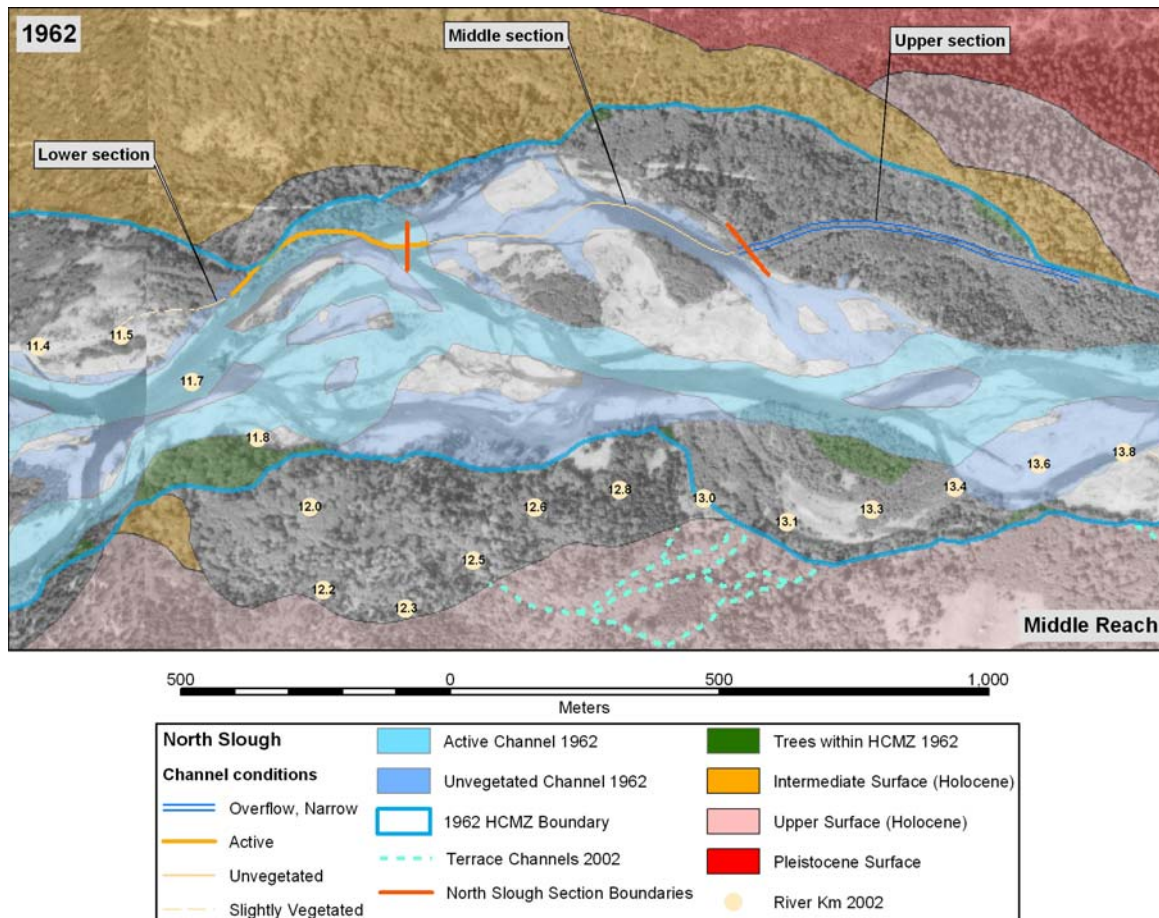 1962
Middle section
Upper section
Lower section
11.4
11.5
11.7
11.8
12.0
12.2
12.3
12.5
12.6
12.8
13.0
13.1
13.3
13.4
13.6
13.8
Middle Reach
500 0 500 1,000
Meters
North Slough
Channel conditions
Overflow, Narrow
Active
Unvegetated
Slightly Vegetated
Active Channel 1962
Unvegetated Channel 1962
1962 HCMZ Boundary
Terrace Channels 2002
North Slough Section Boundaries
Trees within HCMZ 1962
Intermediate Surface (Holocene)
Upper Surface (Holocene)
Pleistocene Surface
River Km 2002